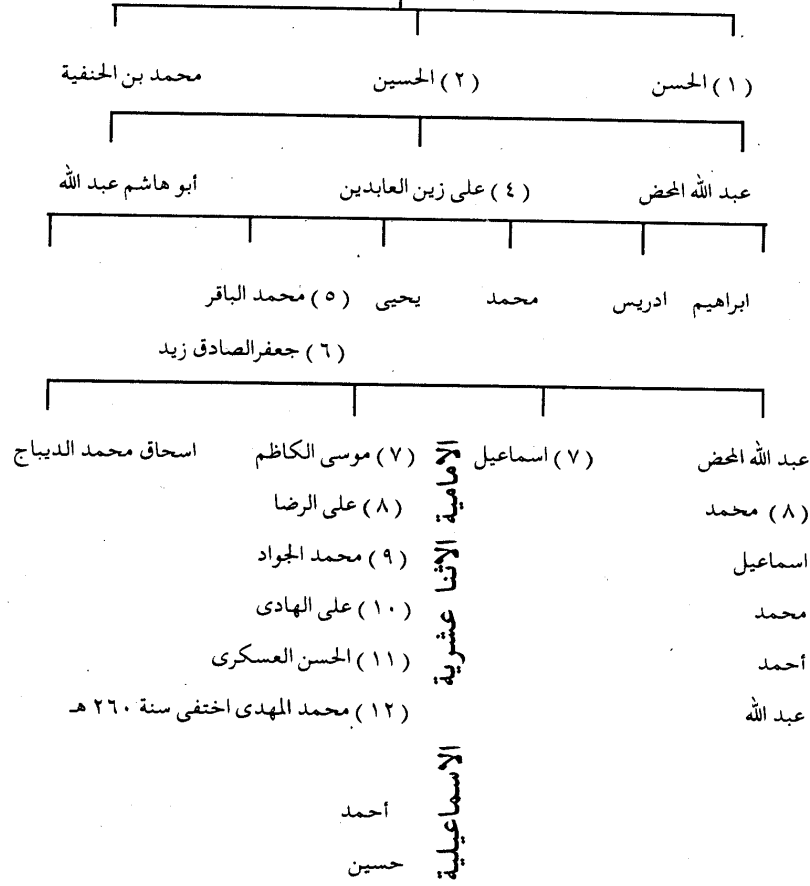 (١) الحسن (٢) الحسين محمد بن الحنفية
عبد الله المحض (٤) على زين العابدين أبو هاشم عبد الله
ابراهيم ادريس محمد يحيى (٥) محمد الباقر
(٦) جعفرالصادق زيد
عبد الله المحض (٧) اسماعيل (٧) موسى الكاظم اسحاق محمد الديباج
(٨) محمد (٨) على الرضا
اسماعيل (٩) محمد الجواد
محمد (١٠) على الهادى
أحمد (١١) الحسن العسكرى
عبد الله (١٢) محمد المهدى اختفى سنة ٢٦٠ هـ
الامامية الاثنا عشرية
الاسماعيلية
أحمد
حسين